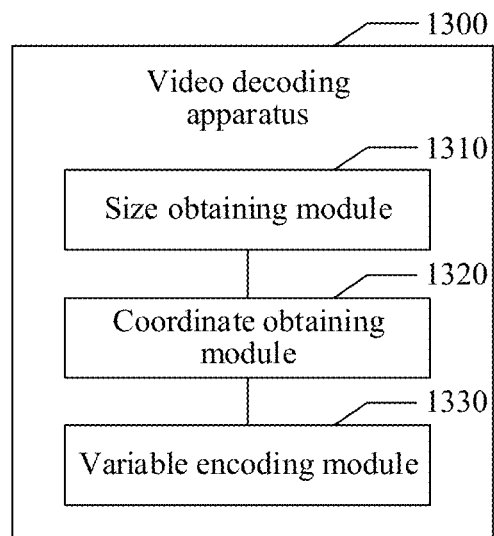 1300
Video decoding
apparatus
1310
Size obtaining module
1320
Coordinate obtaining
module
1330
Variable encoding module